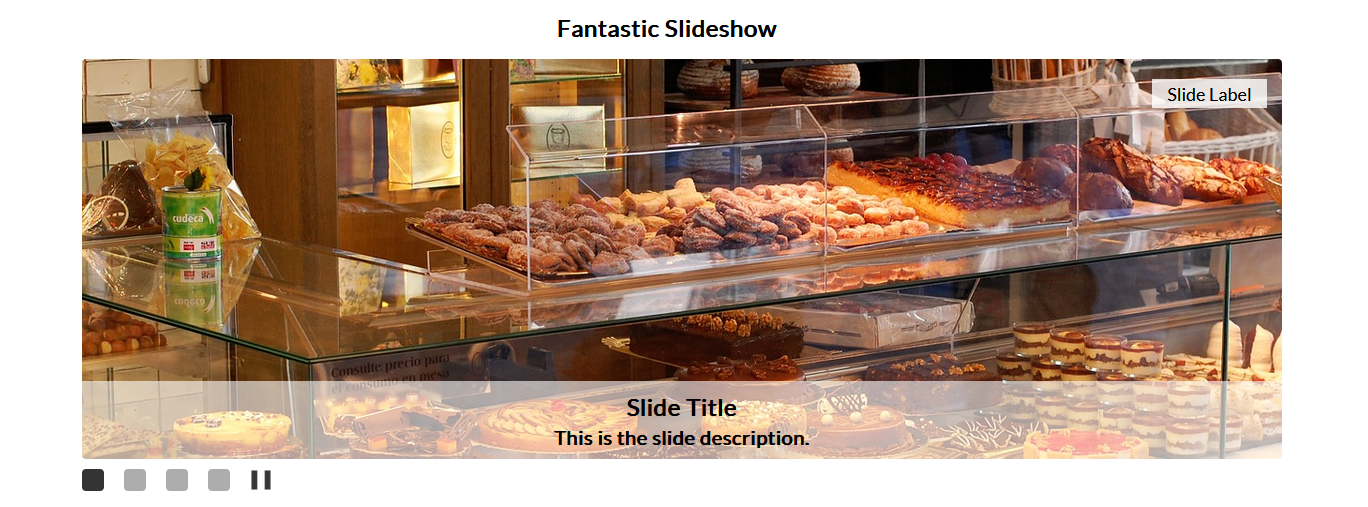 Fantastic Slideshow
Slide Label
cudeca
Consulte precio para
el consumo en mesa
Slide Title
This is the slide description.